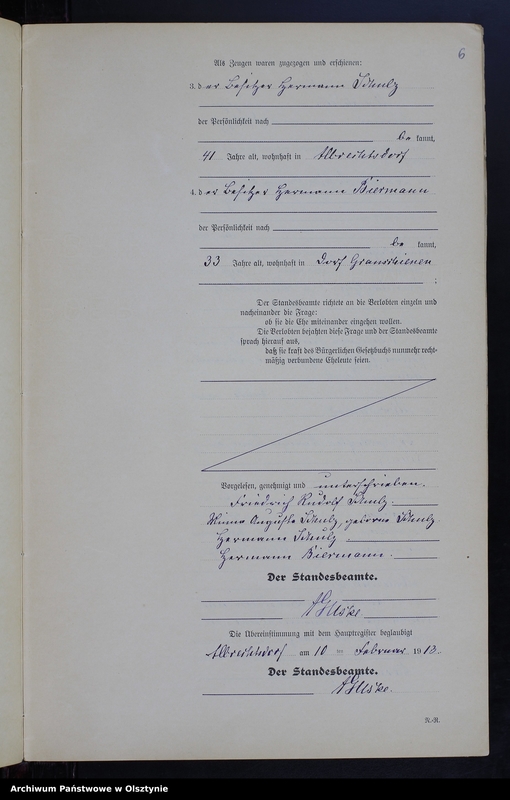 6
Als Zeugen waren zugezogen und erschienen:
3. der Besitzer Hermann Schulz
der Persönlichkeit nach
be kannt,
41 Jahre alt, wohnhaft in Albrechtsdorf
4. der Besitzer Hermann Biermann
der Persönlichkeit nach
be kannt,
33 Jahre alt, wohnhaft in Dorf Grauschienen
;
Der Standesbeamte richtete an die Verlobten einzeln und
nacheinander die Frage:
ob sie die Ehe miteinander eingehen wollen.
Die Verlobten bejahten diese Frage und der Standesbeamte
sprach hierauf aus,
daß sie kraft des Bürgerlichen Gesetzbuchs nunmehr recht-
mäßig verbundene Eheleute seien.
Vorgelesen, genehmigt und unterschrieben.
Friedrich Rudolf Schulz.
Minna Auguste Schulz, geborne Schulz.
Hermann Schulz.
Hermann Biermann.
Der Standesbeamte.
Die Übereinstimmung mit dem Hauptregister beglaubigt
Albrechtsdorf am 10 ten Februar 1913.
Der Standesbeamte.
N.-R.
Archiwum Państwowe w Olsztynie